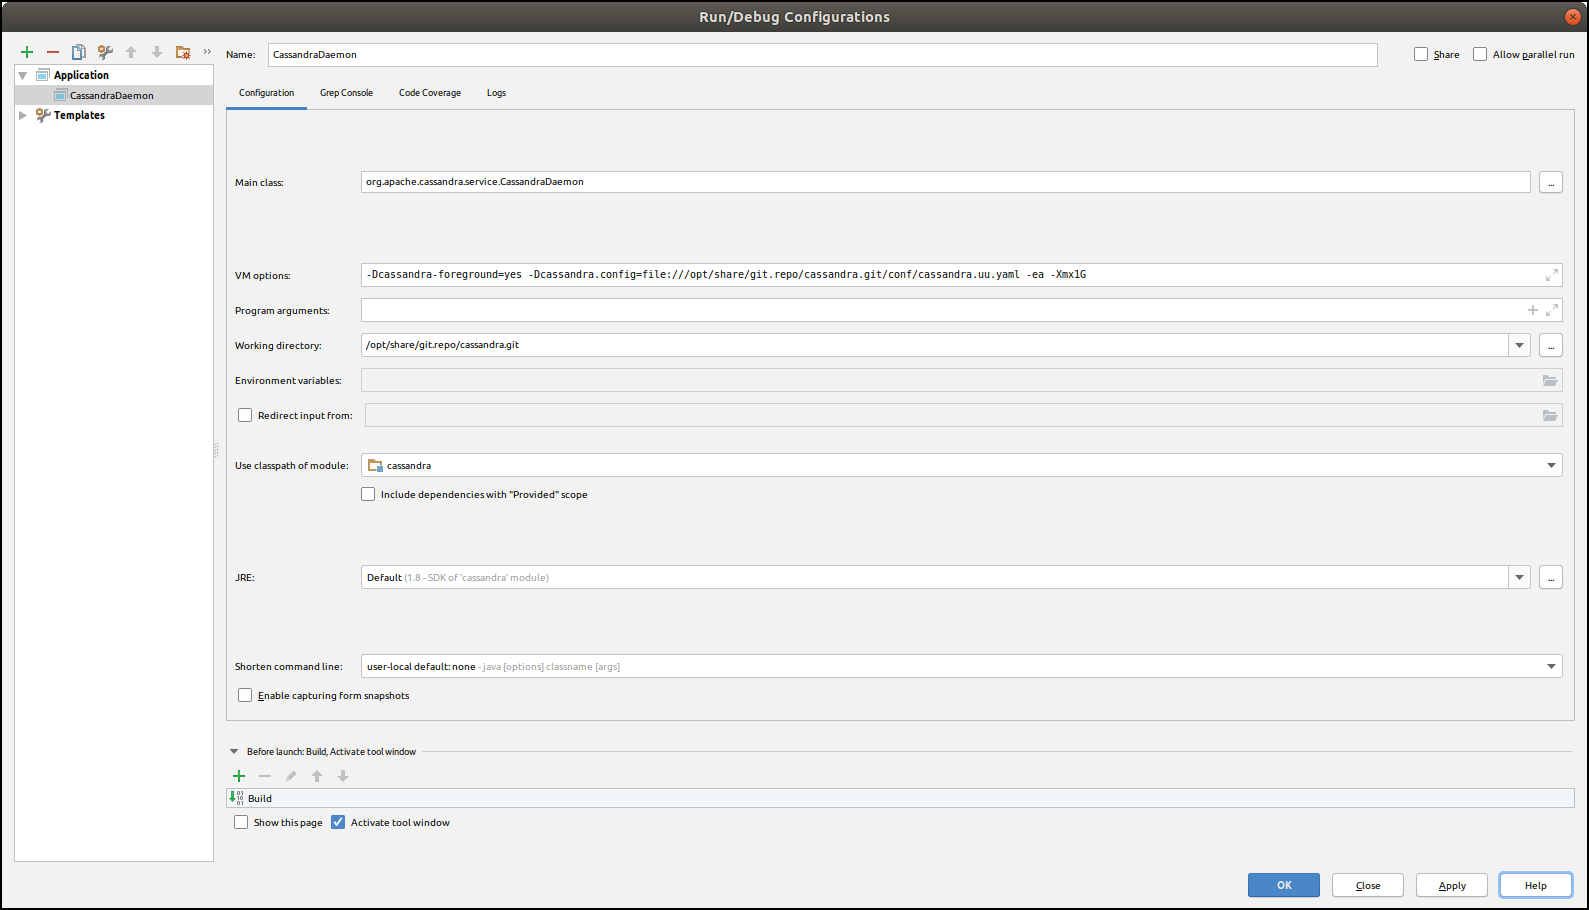 Run/Debug Configurations
Name: CassandraDaemon Share Allow parallel run
Application
CassandraDaemon
Templates
Configuration Grep Console Code Coverage Logs
Main class: org.apache.cassandra.service.CassandraDaemon ...
VM options: -Dcassandra-foreground=yes -Dcassandra.config=file:///opt/share/git.repo/cassandra.git/conf/cassandra.uu.yaml -ea -Xmx1G
Program arguments:
Working directory: /opt/share/git.repo/cassandra.git ...
Environment variables:
Redirect input from:
Use classpath of module: cassandra
Include dependencies with "Provided" scope
JRE: Default (1.8 - SDK of 'cassandra' module) ...
Shorten command line: user-local default: none - java [options] classname [args]
Enable capturing form snapshots
Before launch: Build, Activate tool window
Build
Show this page Activate tool window
OK Close Apply Help